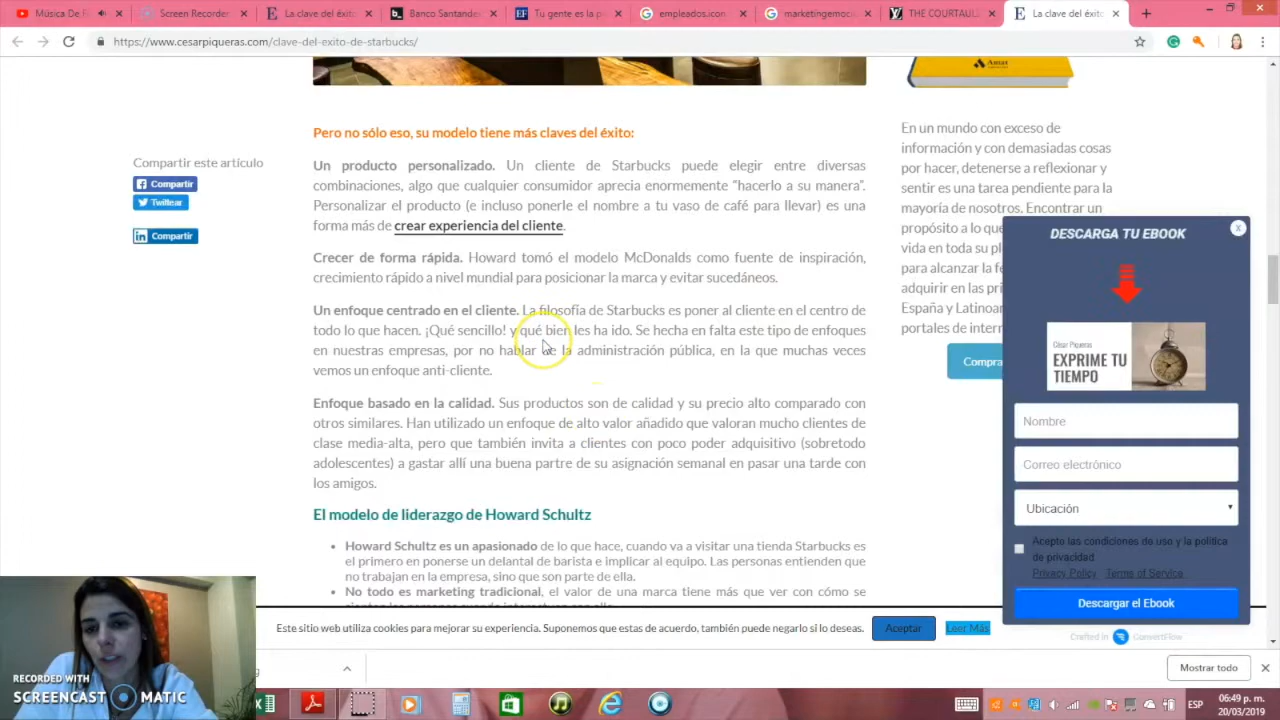 Música De F
Screen Recorder
La clave del éxito
Banco Santander
Tu gente es la p
empleados.icon
marketingemoci
THE COURTAUL
La clave del éxito
https://www.cesarpiqueras.com/clave-del-exito-de-starbucks/
Compartir este artículo
Compartir
Twittear
Compartir
Pero no sólo eso, su modelo tiene más claves del éxito:
Un producto personalizado. Un cliente de Starbucks puede elegir entre diversas
combinaciones, algo que cualquier consumidor aprecia enormemente “hacerlo a su manera”.
Personalizar el producto (e incluso ponerle el nombre a tu vaso de café para llevar) es una
forma más de crear experiencia del cliente.
Crecer de forma rápida. Howard tomó el modelo McDonalds como fuente de inspiración,
crecimiento rápido a nivel mundial para posicionar la marca y evitar sucedáneos.
Un enfoque centrado en el cliente. La filosofía de Starbucks es poner al cliente en el centro de
todo lo que hacen. ¡Qué sencillo! y qué bien les ha ido. Se hecha en falta este tipo de enfoques
en nuestras empresas, por no hablar de la administración pública, en la que muchas veces
vemos un enfoque anti-cliente.
Enfoque basado en la calidad. Sus productos son de calidad y su precio alto comparado con
otros similares. Han utilizado un enfoque de alto valor añadido que valoran mucho clientes de
clase media-alta, pero que también invita a clientes con poco poder adquisitivo (sobretodo
adolescentes) a gastar allí una buena partre de su asignación semanal en pasar una tarde con
los amigos.
El modelo de liderazgo de Howard Schultz
Howard Schultz es un apasionado de lo que hace, cuando va a visitar una tienda Starbucks es
el primero en ponerse un delantal de barista e implicar al equipo. Las personas entienden que
no trabajan en la empresa, sino que son parte de ella.
No todo es marketing tradicional, el valor de una marca tiene más que ver con cómo se
Amat
En un mundo con exceso de
información y con demasiadas cosas
por hacer, detenerse a reflexionar y
sentir es una tarea pendiente para la
mayoría de nosotros. Encontrar un
propósito a lo que
vida en toda su pl
para alcanzar la fe
adquirir en las pri
España y Latinoam
portales de intern
Compra
X
DESCARGA TU EBOOK
César Piqueras
EXPRIME TU
TIEMPO
Nombre
Correo electrónico
Ubicación
Acepto las condiciones de uso y la política
de privacidad
Privacy Policy Terms of Service
Descargar el Ebook
Crafted in ConvertFlow
Este sitio web utiliza cookies para mejorar su experiencia. Suponemos que estas de acuerdo, también puede negarlo si lo deseas.
Aceptar
Leer Más
Mostrar todo
RECORDED WITH
SCREENCAST MATIC
ESP
06:49 p. m.
20/03/2019